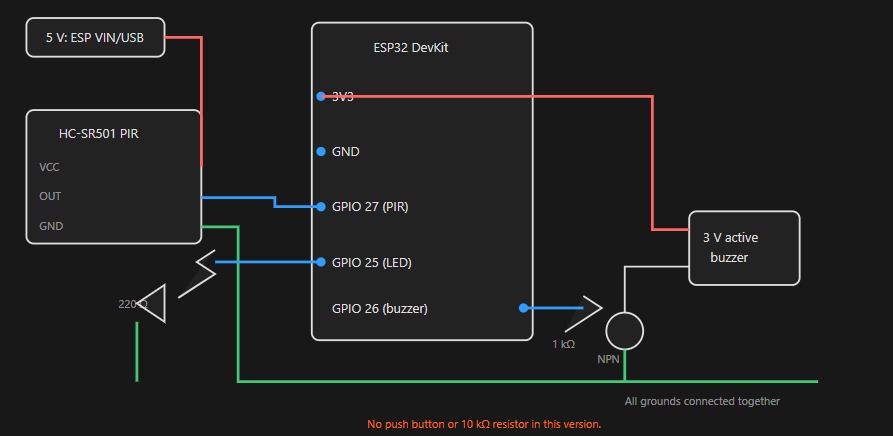 5 V: ESP VIN/USB
ESP32 DevKit
3V3
HC-SR501 PIR
VCC
OUT
GND
GND
GPIO 27 (PIR)
GPIO 25 (LED)
GPIO 26 (buzzer)
3 V active
buzzer
220 Ω
1 kΩ
NPN
All grounds connected together
No push button or 10 kΩ resistor in this version.